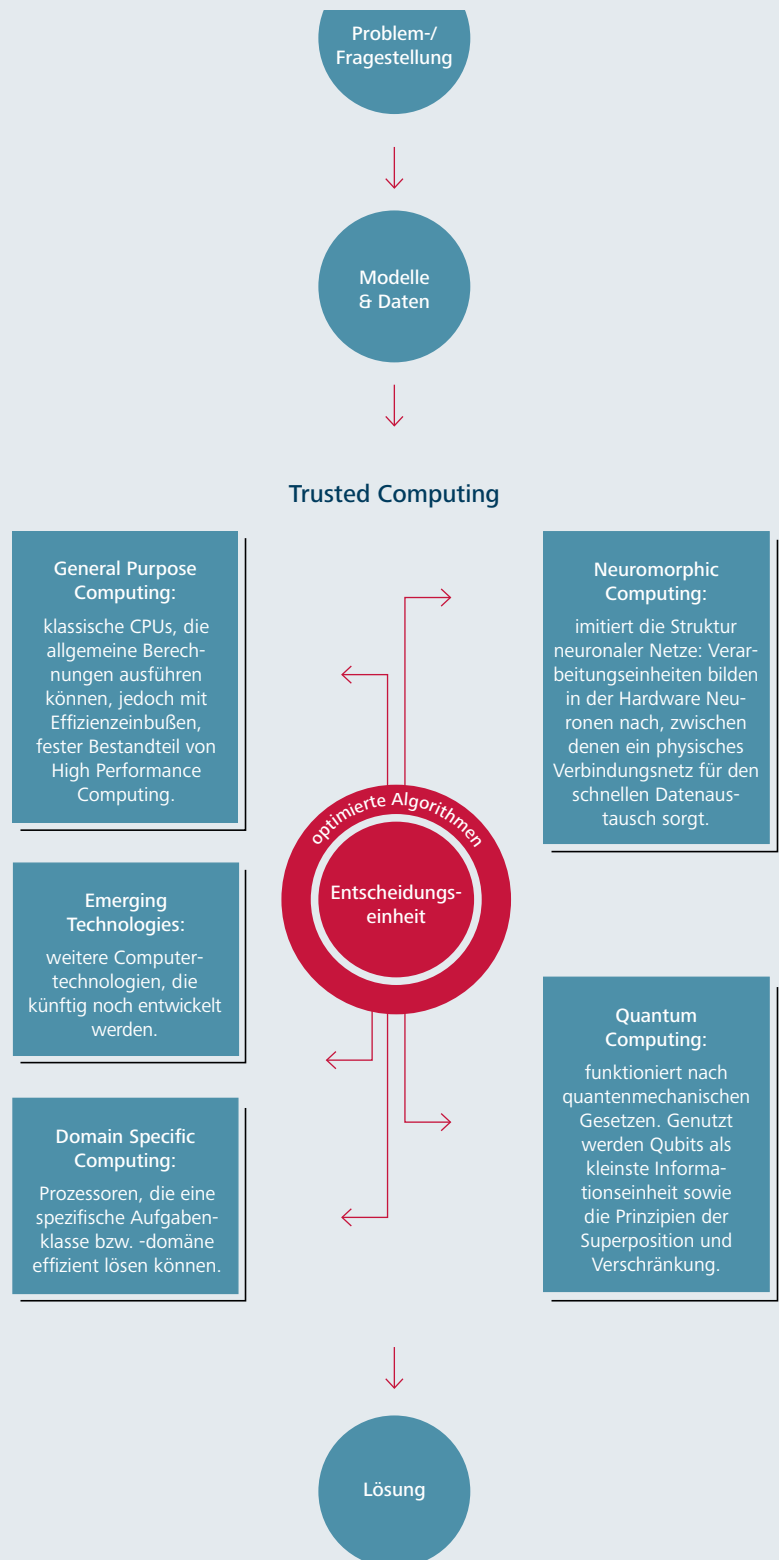 Problem-/
Fragestellung
Modelle
& Daten
Trusted Computing
General Purpose
Computing:
klassische CPUs, die
allgemeine Berech-
nungen ausführen
können, jedoch mit
Effizienzeinbußen,
fester Bestandteil von
High Performance
Computing.
Neuromorphic
Computing:
imitiert die Struktur
neuronaler Netze: Verar-
beitungseinheiten bilden
in der Hardware Neu-
ronen nach, zwischen
denen ein physisches
Verbindungsnetz für den
schnellen Datenaus-
tausch sorgt.
optimierte Algorithmen
Entscheidungs-
einheit
Emerging
Technologies:
weitere Computer-
technologien, die
künftig noch entwickelt
werden.
Quantum
Computing:
funktioniert nach
quantenmechanischen
Gesetzen. Genutzt
werden Qubits als
kleinste Informa-
tionseinheit sowie
die Prinzipien der
Superposition und
Verschränkung.
Domain Specific
Computing:
Prozessoren, die eine
spezifische Aufgaben-
klasse bzw. -domäne
effizient lösen können.
Lösung